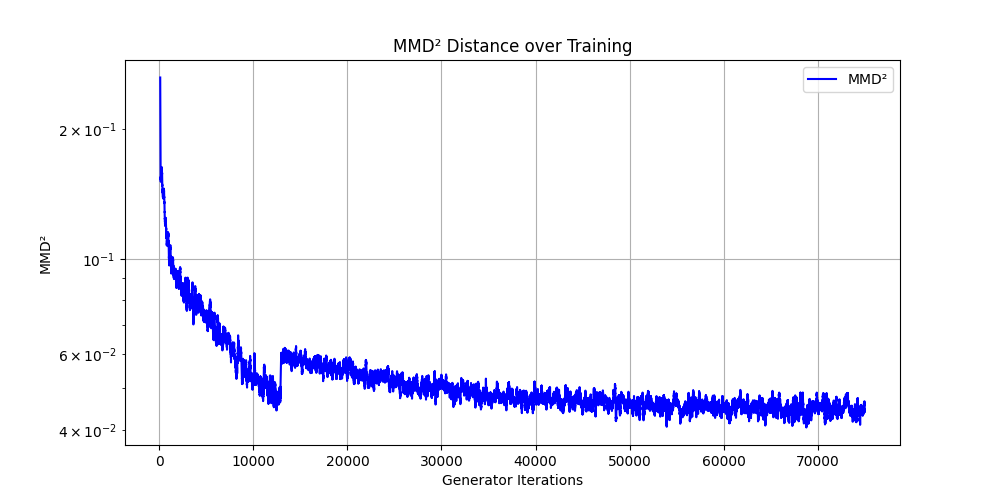 MMD² Distance over Training
MMD²
2 × 10⁻¹
10⁻¹
6 × 10⁻²
4 × 10⁻²
MMD²
0 10000 20000 30000 40000 50000 60000 70000
Generator Iterations